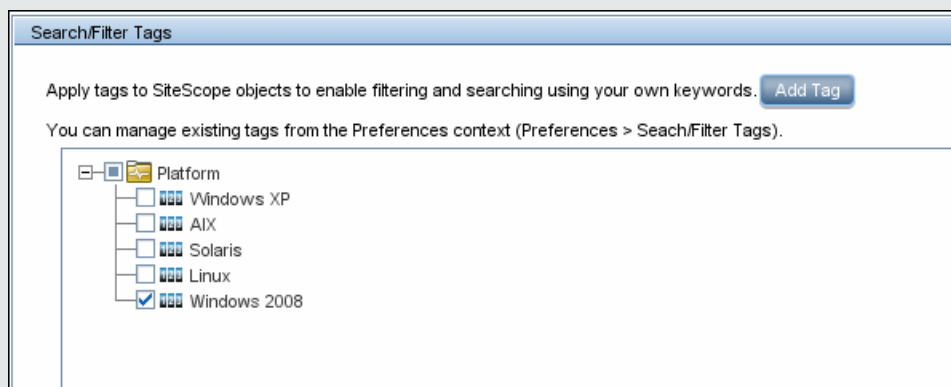 Search/Filter Tags
Apply tags to SiteScope objects to enable filtering and searching using your own keywords. Add Tag
You can manage existing tags from the Preferences context (Preferences > Seach/Filter Tags).
Platform
Windows XP
AIX
Solaris
Linux
Windows 2008